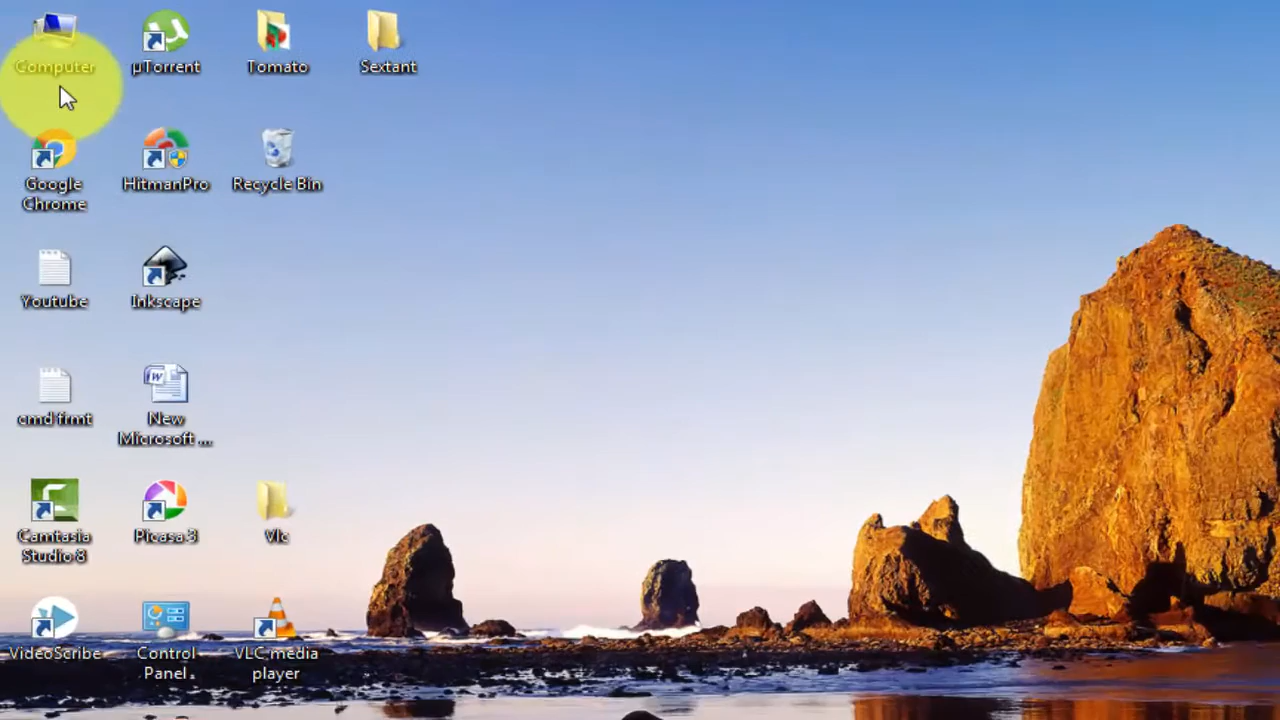 Computer
µTorrent
Tomato
Sextant
Google
Chrome
HitmanPro
Recycle Bin
Youtube
Inkscape
cmd frmt
New
Microsoft ...
Camtasia
Studio 8
Picasa 3
Vlc
VideoScribe
Control
Panel
VLC media
player